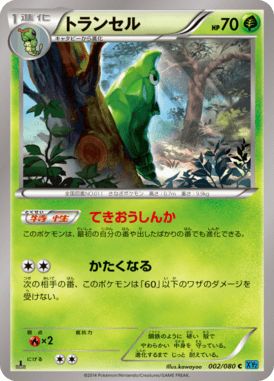 1進化
トランセル
HP70
キャタピーから進化
全国図鑑NO.011 さなぎポケモン 高さ:0.7m 重さ:9.9kg
特性
てきおうしんか
このポケモンは、最初の自分の番や出したばかりの番にも進化できる。
かたくなる
次の相手の番、このポケモンは「60」以下のワザのダメージを
受けない。
弱点
×2
抵抗力
にげる
鋼鉄のように 硬い 殻で
やわらかい 中身を 守っている。
じっと 進化を 耐えて 待つ。
Illus.kawayoo
002/080 C
XY
©2014 Pokémon/Nintendo/Creatures/GAME FREAK.